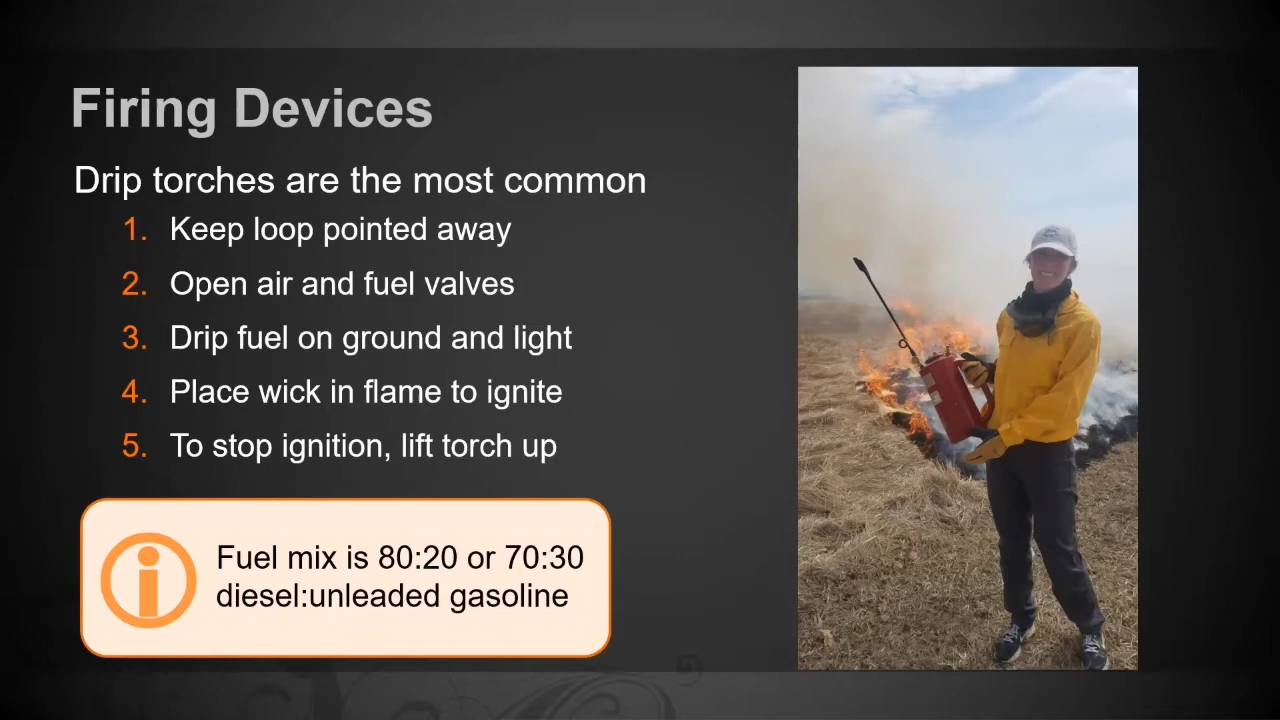 Firing Devices
Drip torches are the most common
1. Keep loop pointed away
2. Open air and fuel valves
3. Drip fuel on ground and light
4. Place wick in flame to ignite
5. To stop ignition, lift torch up
Fuel mix is 80:20 or 70:30
diesel:unleaded gasoline